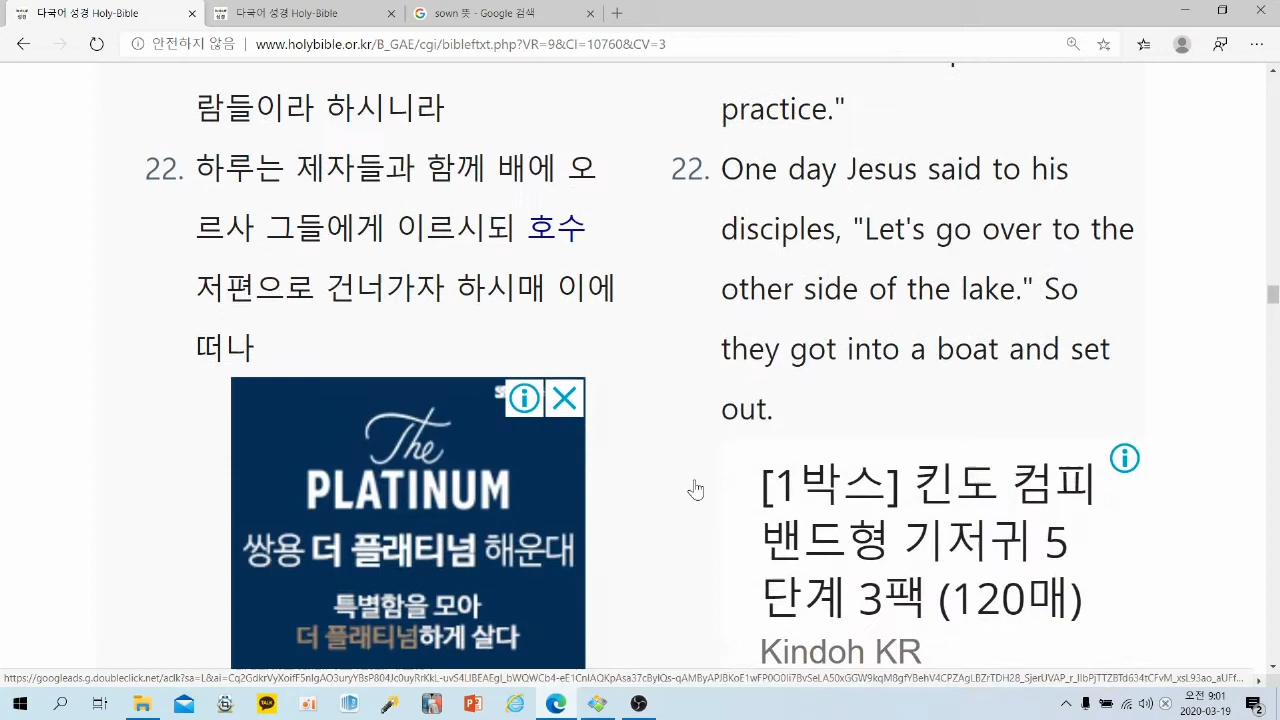 다국어 성경 Holy-Bible
다국어 성경 Holy-Bible
sown 뜻 - Google 검색
안전하지 않음
www.holybible.or.kr/B_GAE/cgi/bibleftxt.php?VR=9&CI=10760&CV=3
람들이라 하시니라
22. 하루는 제자들과 함께 배에 오
르사 그들에게 이르시되 호수
저편으로 건너가자 하시매 이에
떠나
practice."
22. One day Jesus said to his
disciples, "Let's go over to the
other side of the lake." So
they got into a boat and set
out.
The
PLATINUM
쌍용 더 플래티넘 해운대
특별함을 모아
더 플래티넘하게 살다
[1박스] 킨도 컴피
밴드형 기저귀 5
단계 3팩 (120매)
Kindoh KR
TALK
오전 9:01
2020-03-19
2